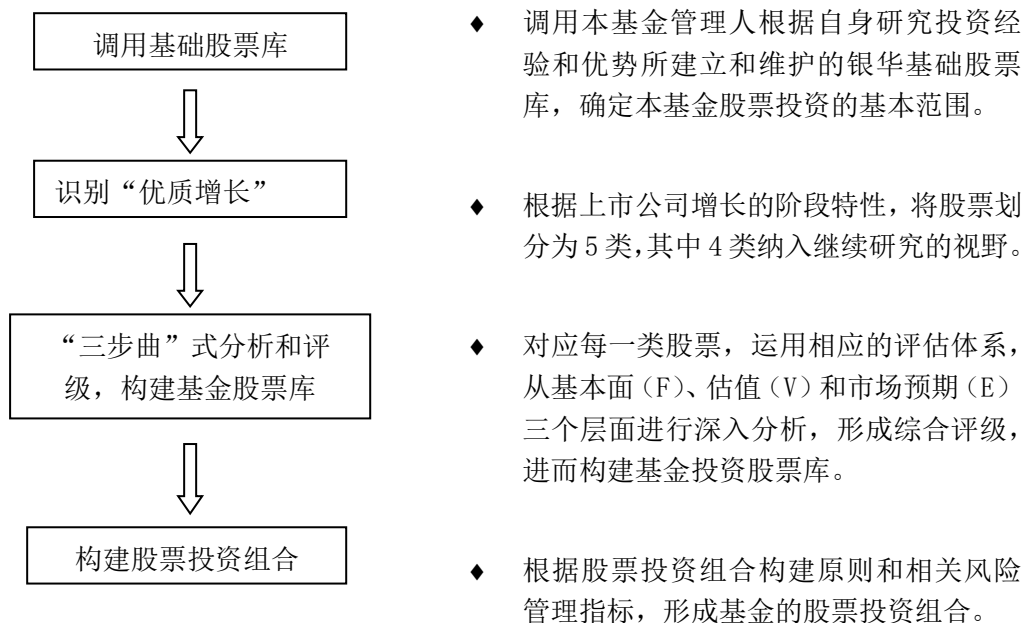 调用基础股票库
♦ 调用本基金管理人根据自身研究投资经
验和优势所建立和维护的银华基础股票
库，确定本基金股票投资的基本范围。
识别“优质增长”
♦ 根据上市公司增长的阶段特性，将股票划
分为5类，其中4类纳入继续研究的视野。
“三步曲”式分析和评
级，构建基金股票库
♦ 对应每一类股票，运用相应的评估体系，
从基本面（F）、估值（V）和市场预期（E）
三个层面进行深入分析，形成综合评级，
进而构建基金投资股票库。
构建股票投资组合
♦ 根据股票投资组合构建原则和相关风险
管理指标，形成基金的股票投资组合。